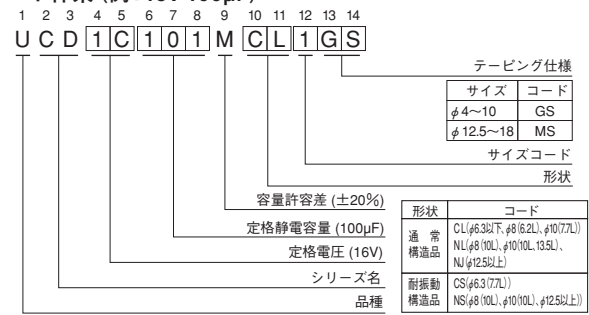 1 2 3 4 5 6 7 8 9 10 11 12 13 14
U C D 1 C 1 0 1 M C L 1 G S
テーピング仕様
サイズ コード
φ4〜10 GS
φ12.5〜18 MS
サイズコード
形状
容量許容差 (±20%)
定格静電容量 (100μF)
定格電圧 (16V)
シリーズ名
品種
形状 コード
通 常
構造品
CL(φ6.3以下、φ8(6.2L)、φ10(7.7L))
NL(φ8(10L)、φ10(10L、13.5L)、
NJ(φ12.5以上)
耐振動
構造品
CS(φ6.3(7.7L))
NS(φ8(10L)、φ10(10L)、φ12.5以上))